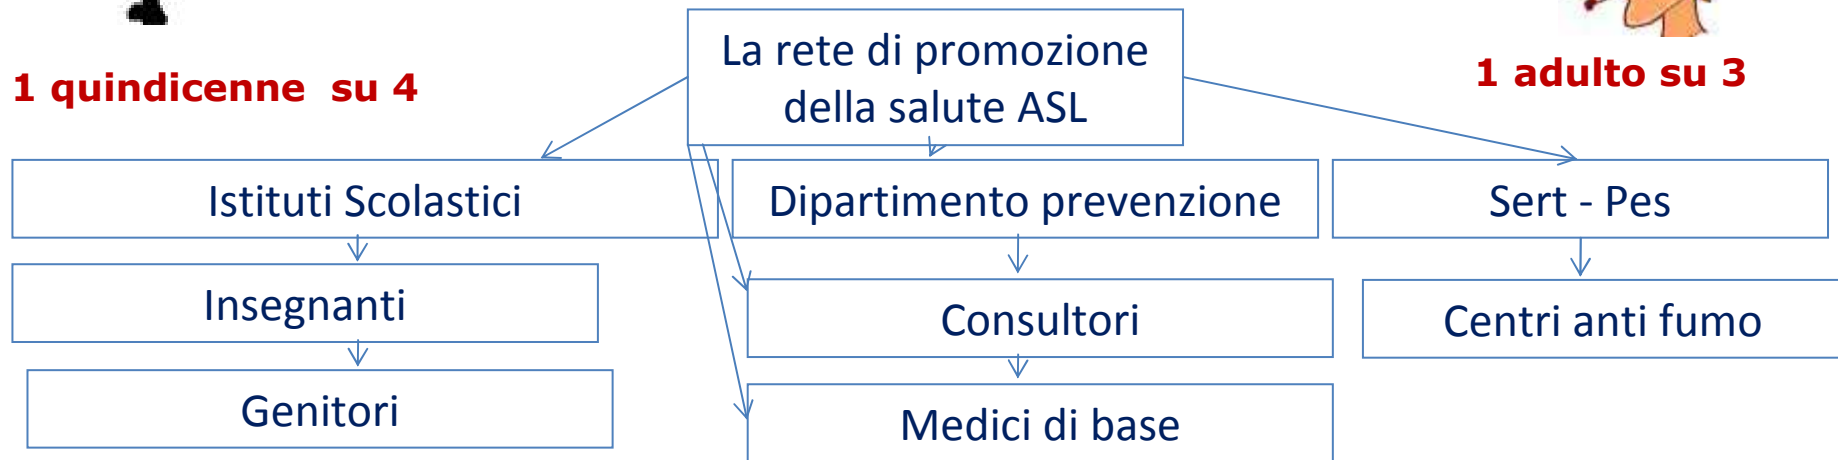 La rete di promozione
della salute ASL
1 quindicenne su 4
1 adulto su 3
Istituti Scolastici
Dipartimento prevenzione
Sert - Pes
Insegnanti
Consultori
Centri anti fumo
Genitori
Medici di base